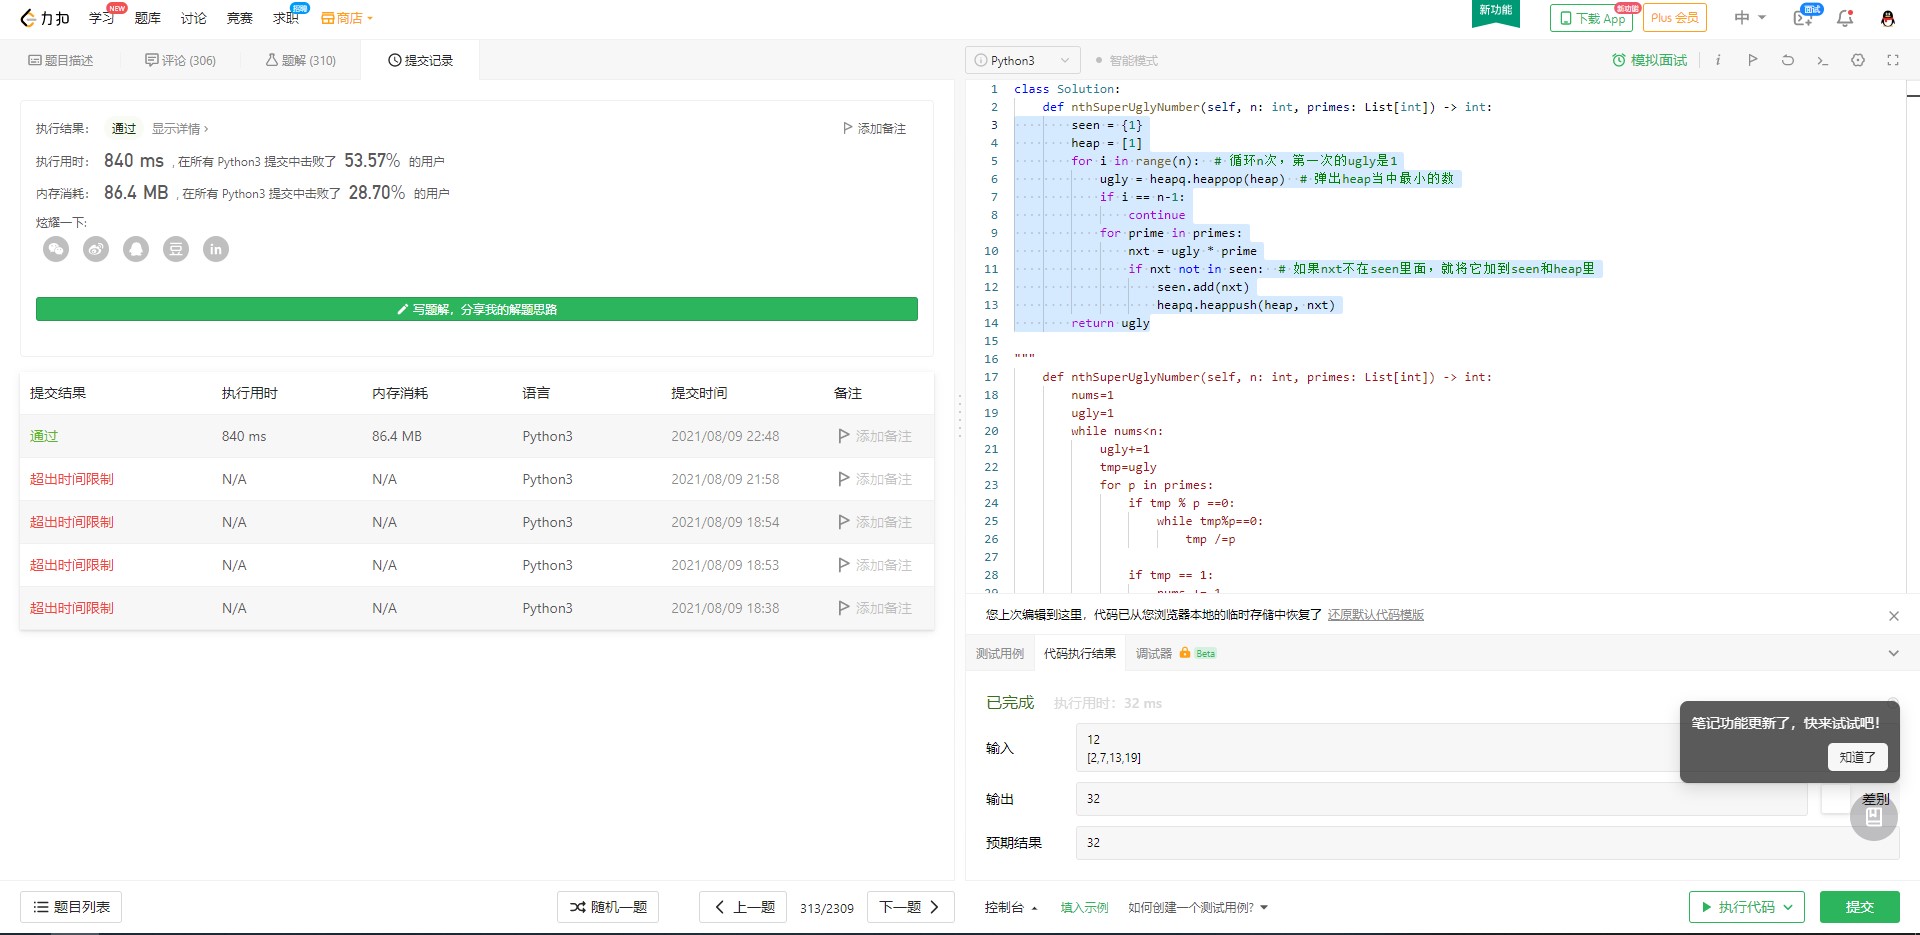 力扣 学习 NEW 题库 讨论 竞赛 求职 招聘 商店 新功能 下载 App 新功能 Plus 会员 中 面试
题目描述 评论 (306) 题解 (310) 提交记录
执行结果： 通过 显示详情 › 添加备注
执行用时： 840 ms , 在所有 Python3 提交中击败了 53.57% 的用户
内存消耗： 86.4 MB , 在所有 Python3 提交中击败了 28.70% 的用户
炫耀一下:
豆 in
写题解，分享我的解题思路
提交结果 执行用时 内存消耗 语言 提交时间 备注
通过 840 ms 86.4 MB Python3 2021/08/09 22:48 添加备注
超出时间限制 N/A N/A Python3 2021/08/09 21:58 添加备注
超出时间限制 N/A N/A Python3 2021/08/09 18:54 添加备注
超出时间限制 N/A N/A Python3 2021/08/09 18:53 添加备注
超出时间限制 N/A N/A Python3 2021/08/09 18:38 添加备注
题目列表 随机一题 上一题 313/2309 下一题
Python3 智能模式 模拟面试 i
1 class Solution:
2 def nthSuperUglyNumber(self, n: int, primes: List[int]) -> int:
3 seen = {1}
4 heap = [1]
5 for i in range(n): # 循环n次，第一次的ugly是1
6 ugly = heapq.heappop(heap) # 弹出heap当中最小的数
7 if i == n-1:
8 continue
9 for prime in primes:
10 nxt = ugly * prime
11 if nxt not in seen: # 如果nxt不在seen里面，就将它加到seen和heap里
12 seen.add(nxt)
13 heapq.heappush(heap, nxt)
14 return ugly
15
16 """
17 def nthSuperUglyNumber(self, n: int, primes: List[int]) -> int:
18 nums=1
19 ugly=1
20 while nums<n:
21 ugly+=1
22 tmp=ugly
23 for p in primes:
24 if tmp % p ==0:
25 while tmp%p==0:
26 tmp /=p
27
28 if tmp == 1:
29 nums += 1
您上次编辑到这里，代码已从您浏览器本地的临时存储中恢复了 还原默认代码模版
测试用例 代码执行结果 调试器 Beta
已完成 执行用时：32 ms
笔记功能更新了，快来试试吧！
知道了
输入
12
[2,7,13,19]
输出 32 差别
预期结果 32
控制台 填入示例 如何创建一个测试用例? 执行代码 提交